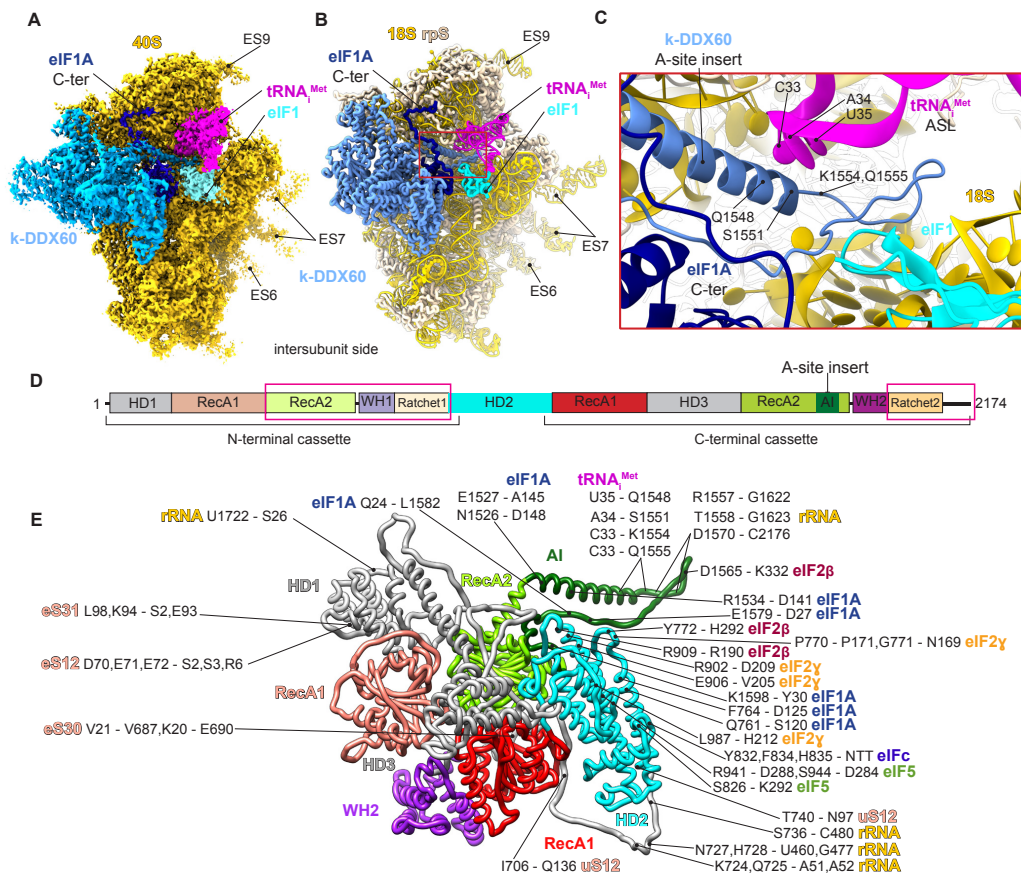 A
40S
ES9
eIF1A
C-ter
tRNAiMet
eIF1
k-DDX60
ES7
ES6
intersubunit side
B
18S rpS
ES9
eIF1A
C-ter
tRNAiMet
eIF1
k-DDX60
ES7
ES6
C
k-DDX60
A-site insert
C33
A34
U35
tRNAiMet
ASL
K1554,Q1555
18S
Q1548
S1551
eIF1
eIF1A
C-ter
D
A-site insert
1 HD1 RecA1 RecA2 WH1 Ratchet1 HD2 RecA1 HD3 RecA2 AI WH2 Ratchet2 2174
N-terminal cassette
C-terminal cassette
E
rRNA U1722 - S26
eIF1A Q24 - L1582
eIF1A
E1527 - A145
N1526 - D148
tRNAiMet
U35 - Q1548
A34 - S1551
C33 - K1554
C33 - Q1555
R1557 - G1622
T1558 - G1623 rRNA
D1570 - C2176
AI
RecA2
HD1
D1565 - K332 eIF2β
eS31 L98,K94 - S2,E93
R1534 - D141 eIF1A
E1579 - D27 eIF1A
Y772 - H292 eIF2β
P770 - P171,G771 - N169 eIF2ɣ
eS12 D70,E71,E72 - S2,S3,R6
R909 - R190 eIF2β
R902 - D209 eIF2ɣ
E906 - V205 eIF2ɣ
RecA1
K1598 - Y30 eIF1A
F764 - D125 eIF1A
Q761 - S120 eIF1A
eS30 V21 - V687,K20 - E690
L987 - H212 eIF2ɣ
Y832,F834,H835 - NTT eIFc
HD3
R941 - D288,S944 - D284 eIF5
S826 - K292 eIF5
WH2
HD2
T740 - N97 uS12
S736 - C480 rRNA
RecA1
N727,H728 - U460,G477 rRNA
I706 - Q136 uS12
K724,Q725 - A51,A52 rRNA